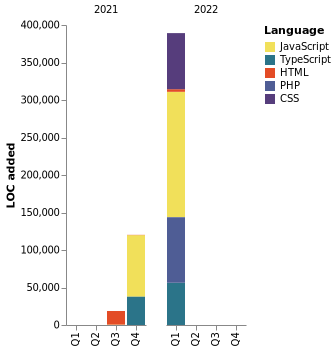 2021 2022
Language
JavaScript
TypeScript
HTML
PHP
CSS
LOC added
400,000
350,000
300,000
250,000
200,000
150,000
100,000
50,000
0
Q1 Q2 Q3 Q4 Q1 Q2 Q3 Q4